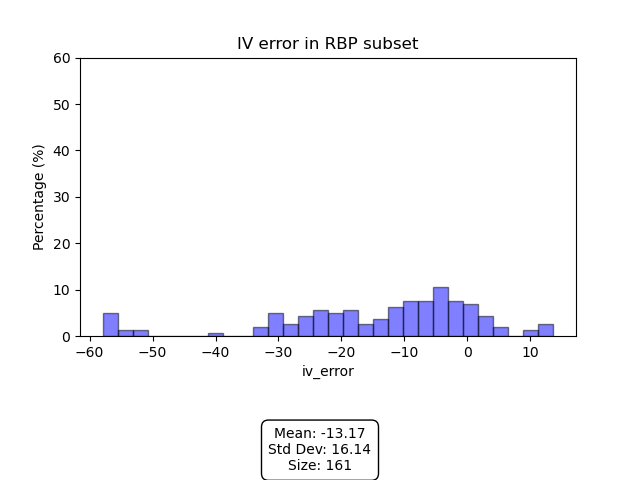 IV error in RBP subset
60
50
40
30
20
10
0
Percentage (%)
−60 −50 −40 −30 −20 −10 0 10
iv_error
Mean: -13.17
Std Dev: 16.14
Size: 161